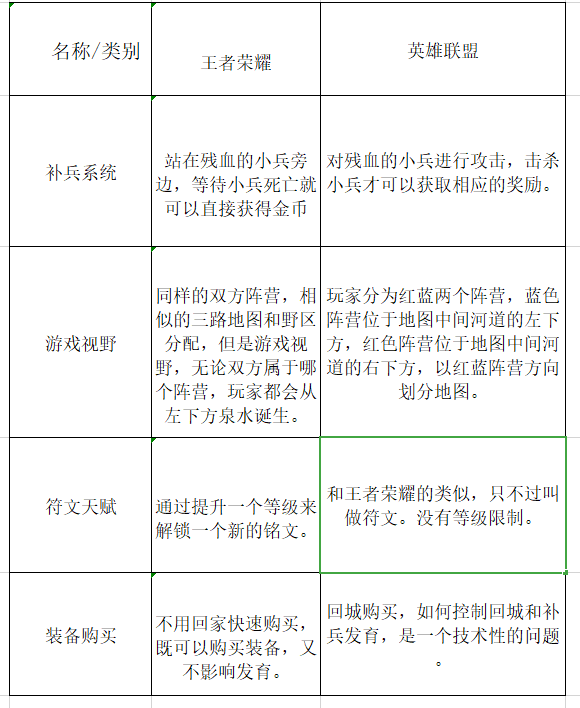 名称/类别
王者荣耀
英雄联盟
补兵系统
站在残血的小兵旁
边，等待小兵死亡就
可以直接获得金币
对残血的小兵进行攻击，击杀
小兵才可以获取相应的奖励。
游戏视野
同样的双方阵营，相
似的三路地图和野区
分配，但是游戏视
野，无论双方属于哪
个阵营，玩家都会从
左下方泉水诞生。
玩家分为红蓝两个阵营，蓝色
阵营位于地图中间河道的左下
方，红色阵营位于地图中间河
道的右下方，以红蓝阵营方向
划分地图。
符文天赋
通过提升一个等级来
解锁一个新的铭文。
和王者荣耀的类似，只不过叫
做符文。没有等级限制。
装备购买
不用回家快速购买，
既可以购买装备，又
不影响发育。
回城购买，如何控制回城和补
兵发育，是一个技术性的问题
。